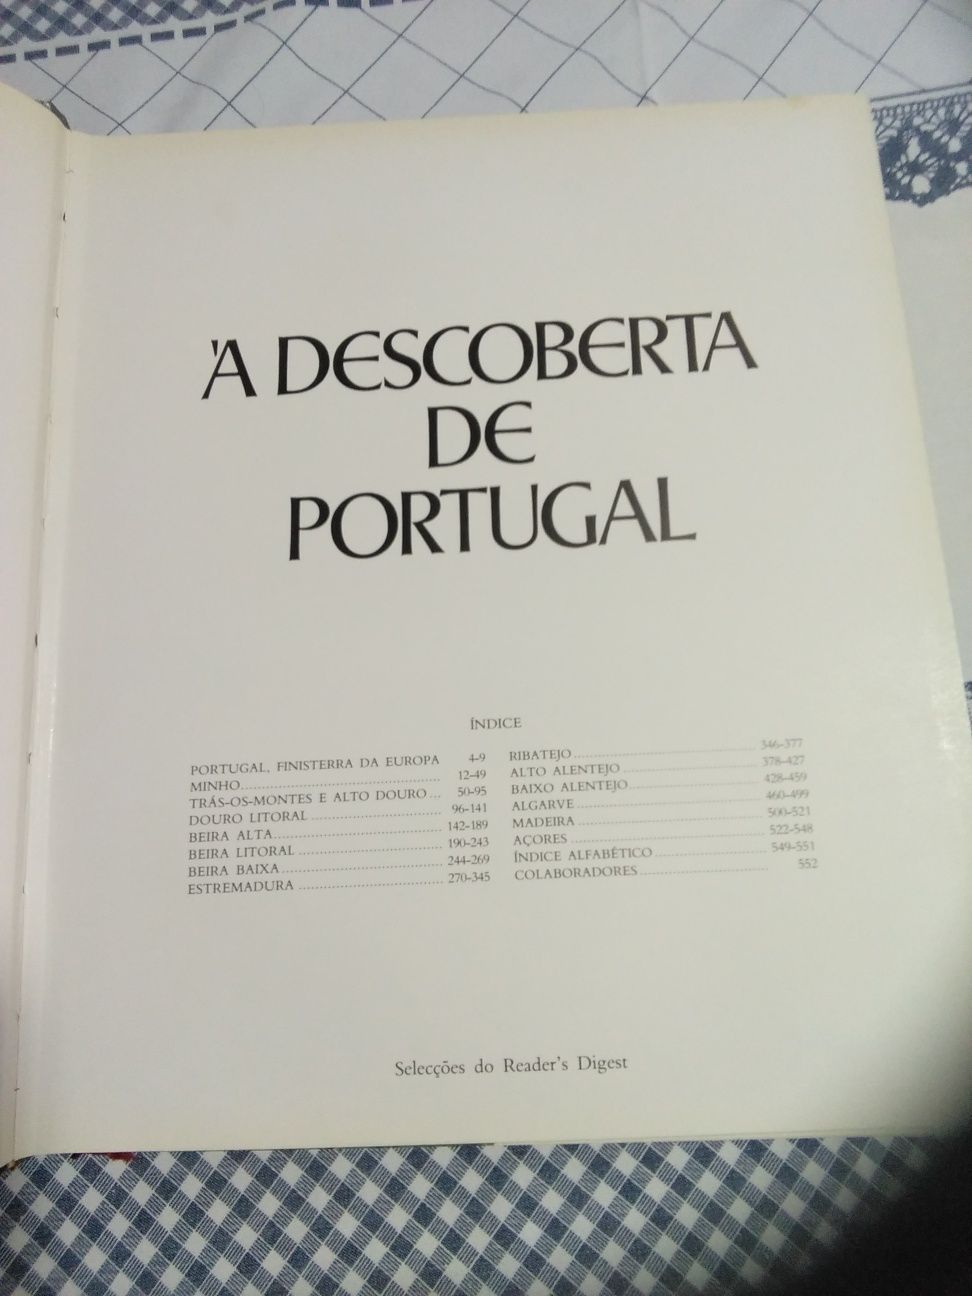 À DESCOBERTA
DE
PORTUGAL
ÍNDICE
PORTUGAL, FINISTERRA DA EUROPA 4-9
MINHO 12-49
TRÁS-OS-MONTES E ALTO DOURO 50-95
DOURO LITORAL 96-141
BEIRA ALTA 142-189
BEIRA LITORAL 190-243
BEIRA BAIXA 244-269
ESTREMADURA 270-345
RIBATEJO 346-377
ALTO ALENTEJO 378-427
BAIXO ALENTEJO 428-459
ALGARVE 460-499
MADEIRA 500-521
AÇORES 522-548
ÍNDICE ALFABÉTICO 549-551
COLABORADORES 552
Selecções do Reader's Digest